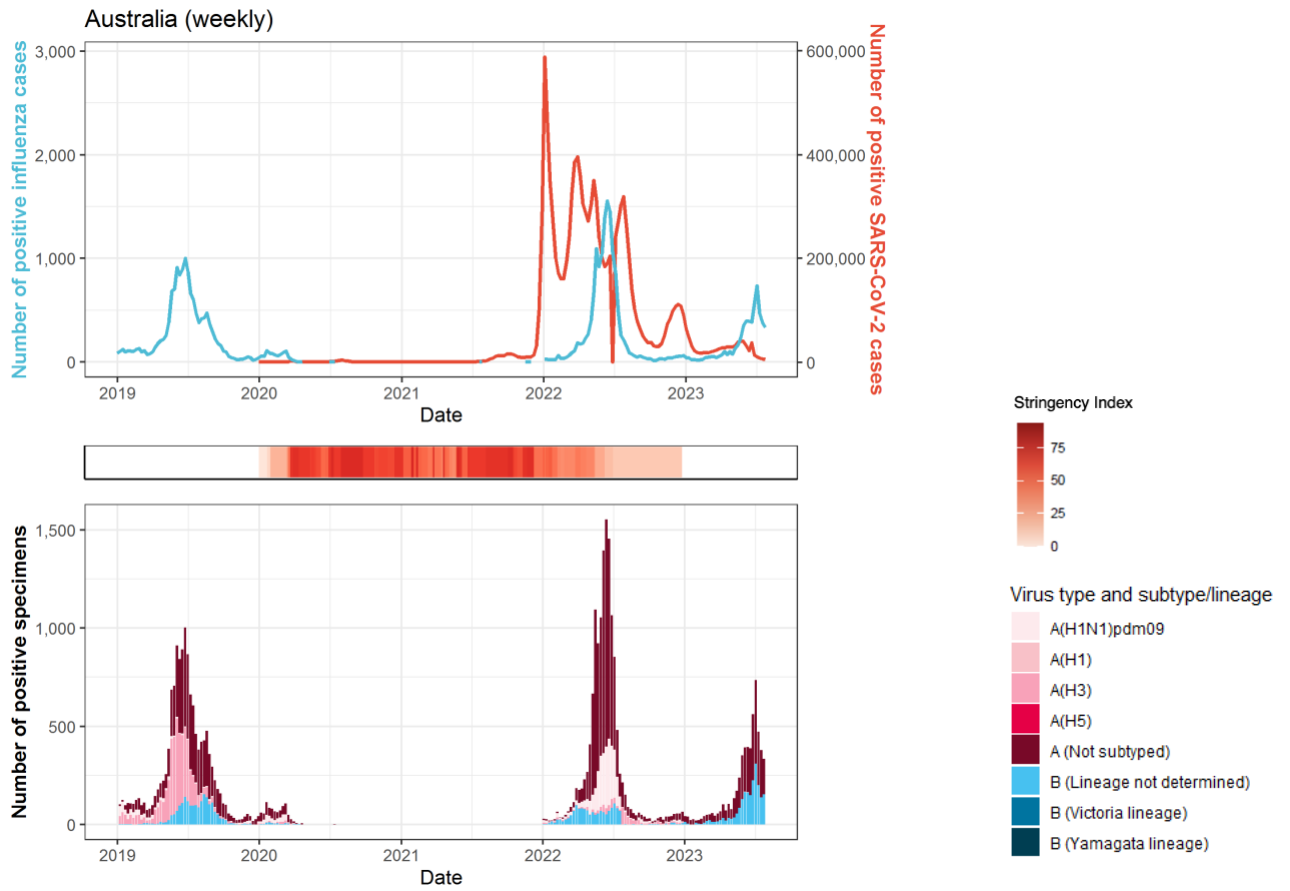 Australia (weekly)
Number of positive influenza cases
3,000
2,000
1,000
0
600,000
400,000
200,000
0
Number of positive SARS-CoV-2 cases
2019 2020 2021 2022 2023
Date
Stringency Index
75
50
25
0
Number of positive specimens
1,500
1,000
500
0
2019 2020 2021 2022 2023
Date
Virus type and subtype/lineage
A(H1N1)pdm09
A(H1)
A(H3)
A(H5)
A (Not subtyped)
B (Lineage not determined)
B (Victoria lineage)
B (Yamagata lineage)